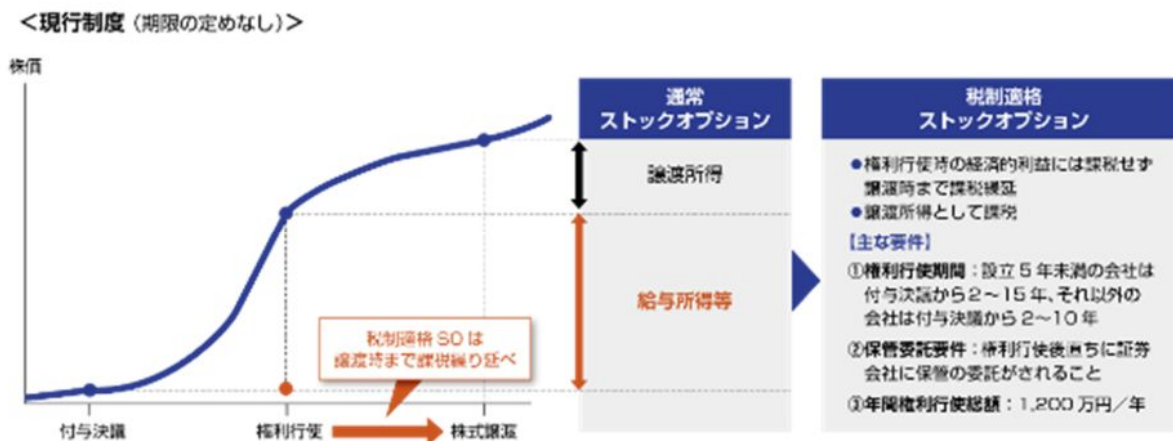 ＜現行制度（期限の定めなし）＞
株価
通常
ストックオプション
税制適格
ストックオプション
譲渡所得
給与所得等
●権利行使時の経済的利益には課税せず
譲渡時まで課税繰延
●譲渡所得として課税
【主な要件】
①権利行使期間：設立5年未満の会社は
付与決議から2〜15年、それ以外の
会社は付与決議から2〜10年
②保管委託要件：権利行使後直ちに証券
会社に保管の委託がされること
③年間権利行使総額：1,200万円／年
税制適格SOは
譲渡時まで課税繰り延べ
付与決議
権利行使
株式譲渡